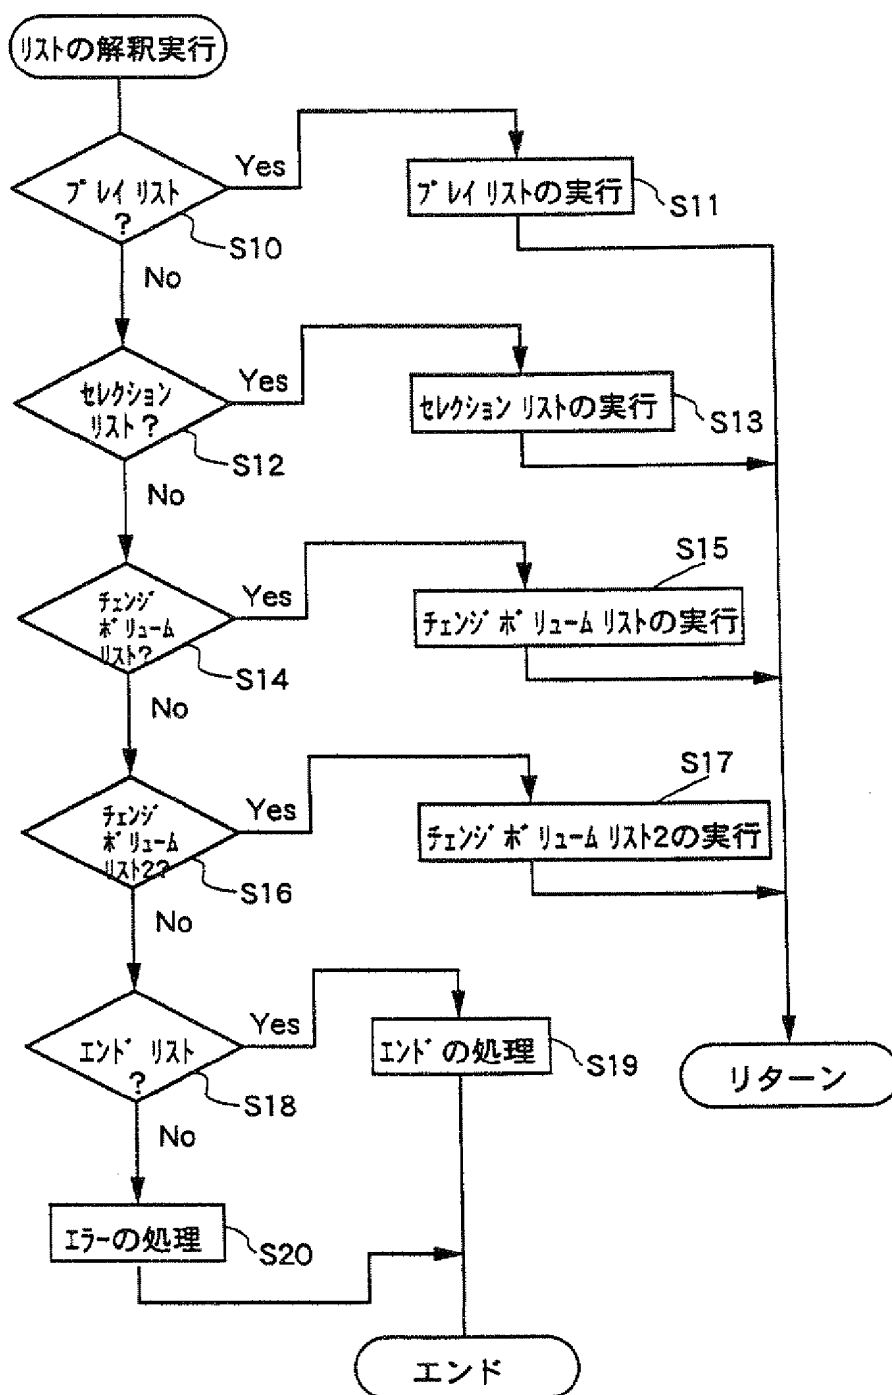 リストの解釈実行
Yes
プレイ リスト
?
プレイ リストの実行
S11
S10
No
セレクション
リスト?
Yes
セレクション リストの実行
S13
S12
No
チェンジ
ボリューム
リスト?
Yes
S15
チェンジ ボリューム リストの実行
S14
No
チェンジ
ボリューム
リスト2?
Yes
S17
チェンジ ボリューム リスト2の実行
S16
No
エンド リスト
?
Yes
エンドの処理
S19
リターン
S18
No
エラーの処理
S20
エンド